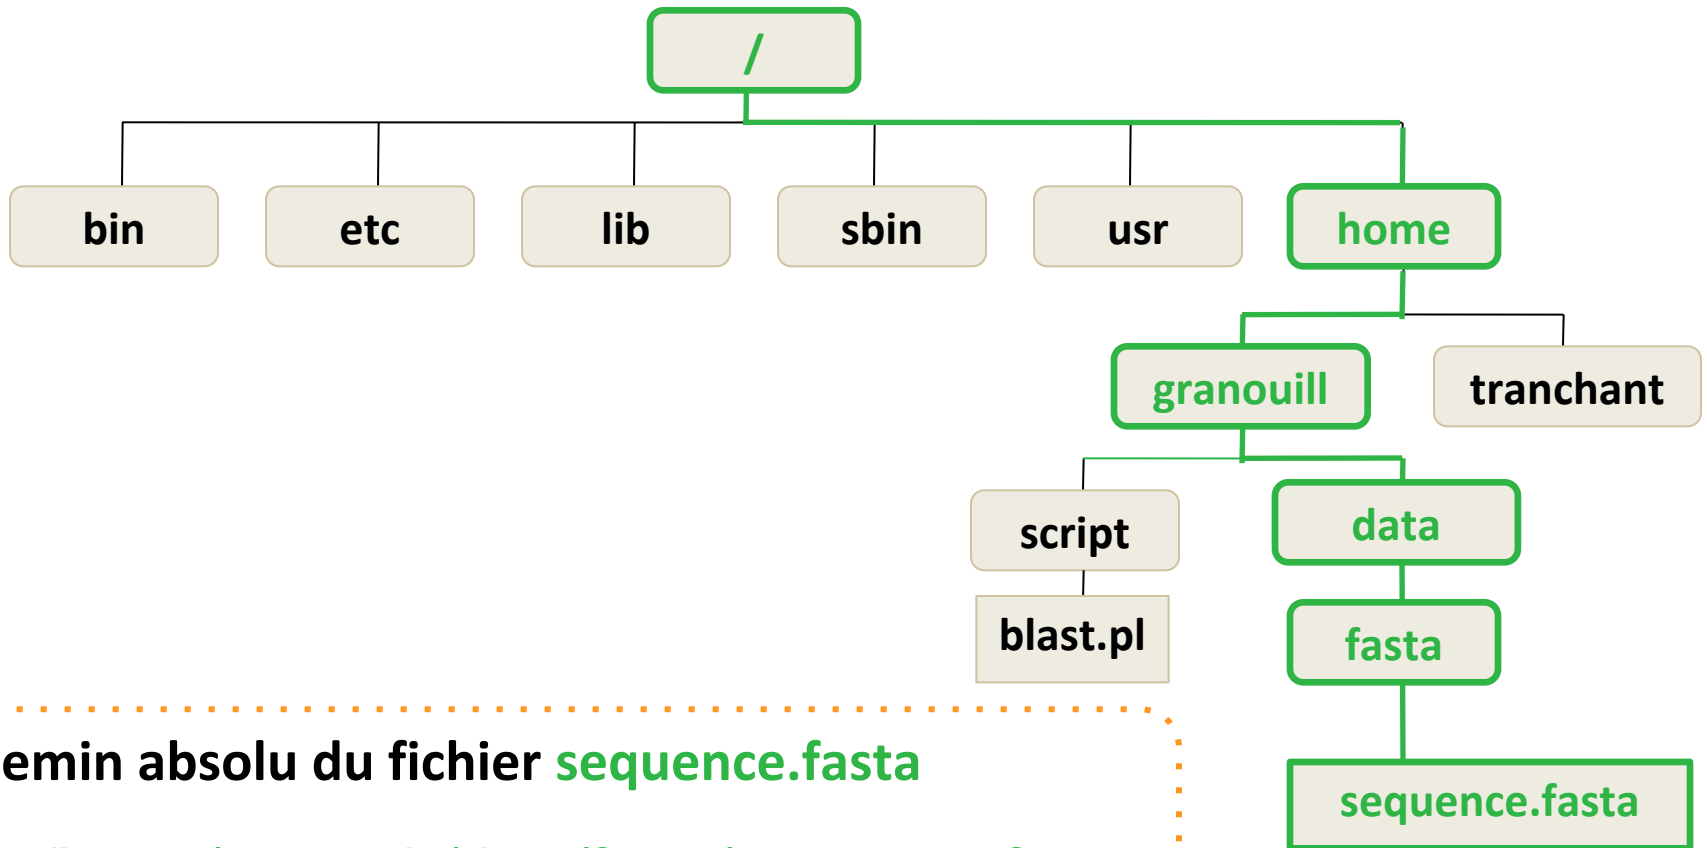 /
bin etc lib sbin usr home
granouill tranchant
script data
blast.pl fasta
emin absolu du fichier sequence.fasta
sequence.fasta